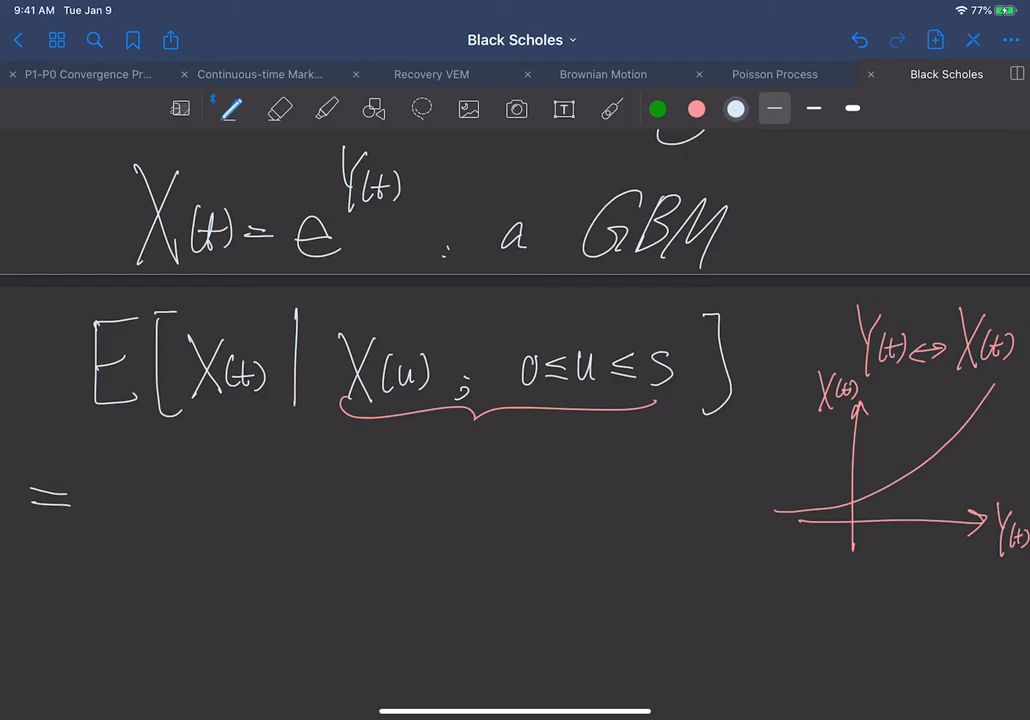 9:41 AM Tue Jan 9
77%
Black Scholes
P1-P0 Convergence Pr...
Continuous-time Mark...
Recovery VEM
Brownian Motion
Poisson Process
Black Scholes
X(t) = e^Y(t) : a GBM
E[X(t) | X(u) ; 0≤u≤s]
Y(t) ↔ X(t)
X(t)
=
Y(t)